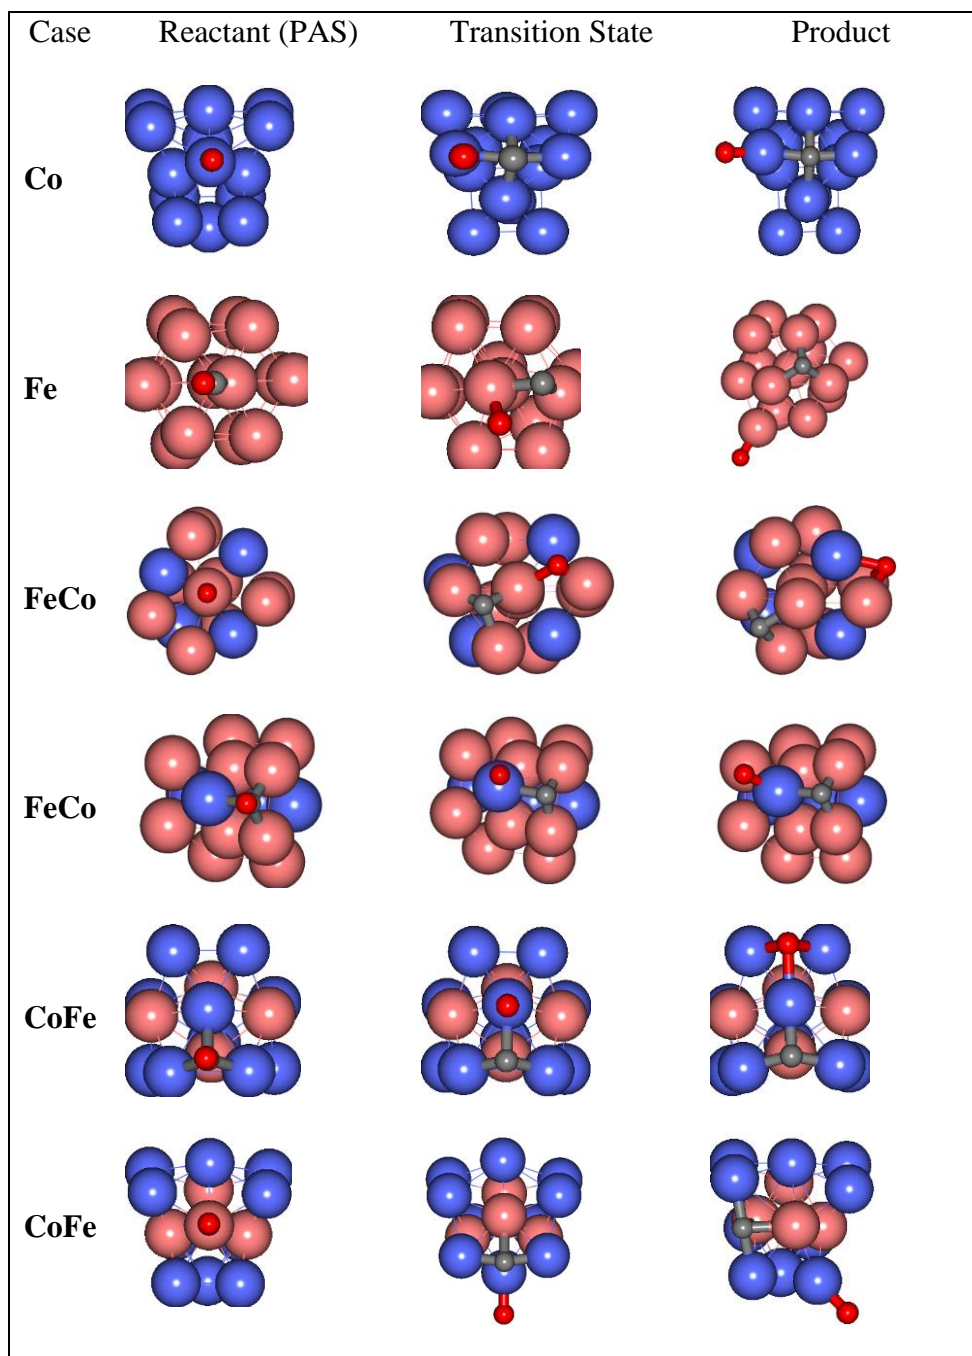 Case Reactant (PAS) Transition State Product
Co
Fe
FeCo
FeCo
CoFe
CoFe